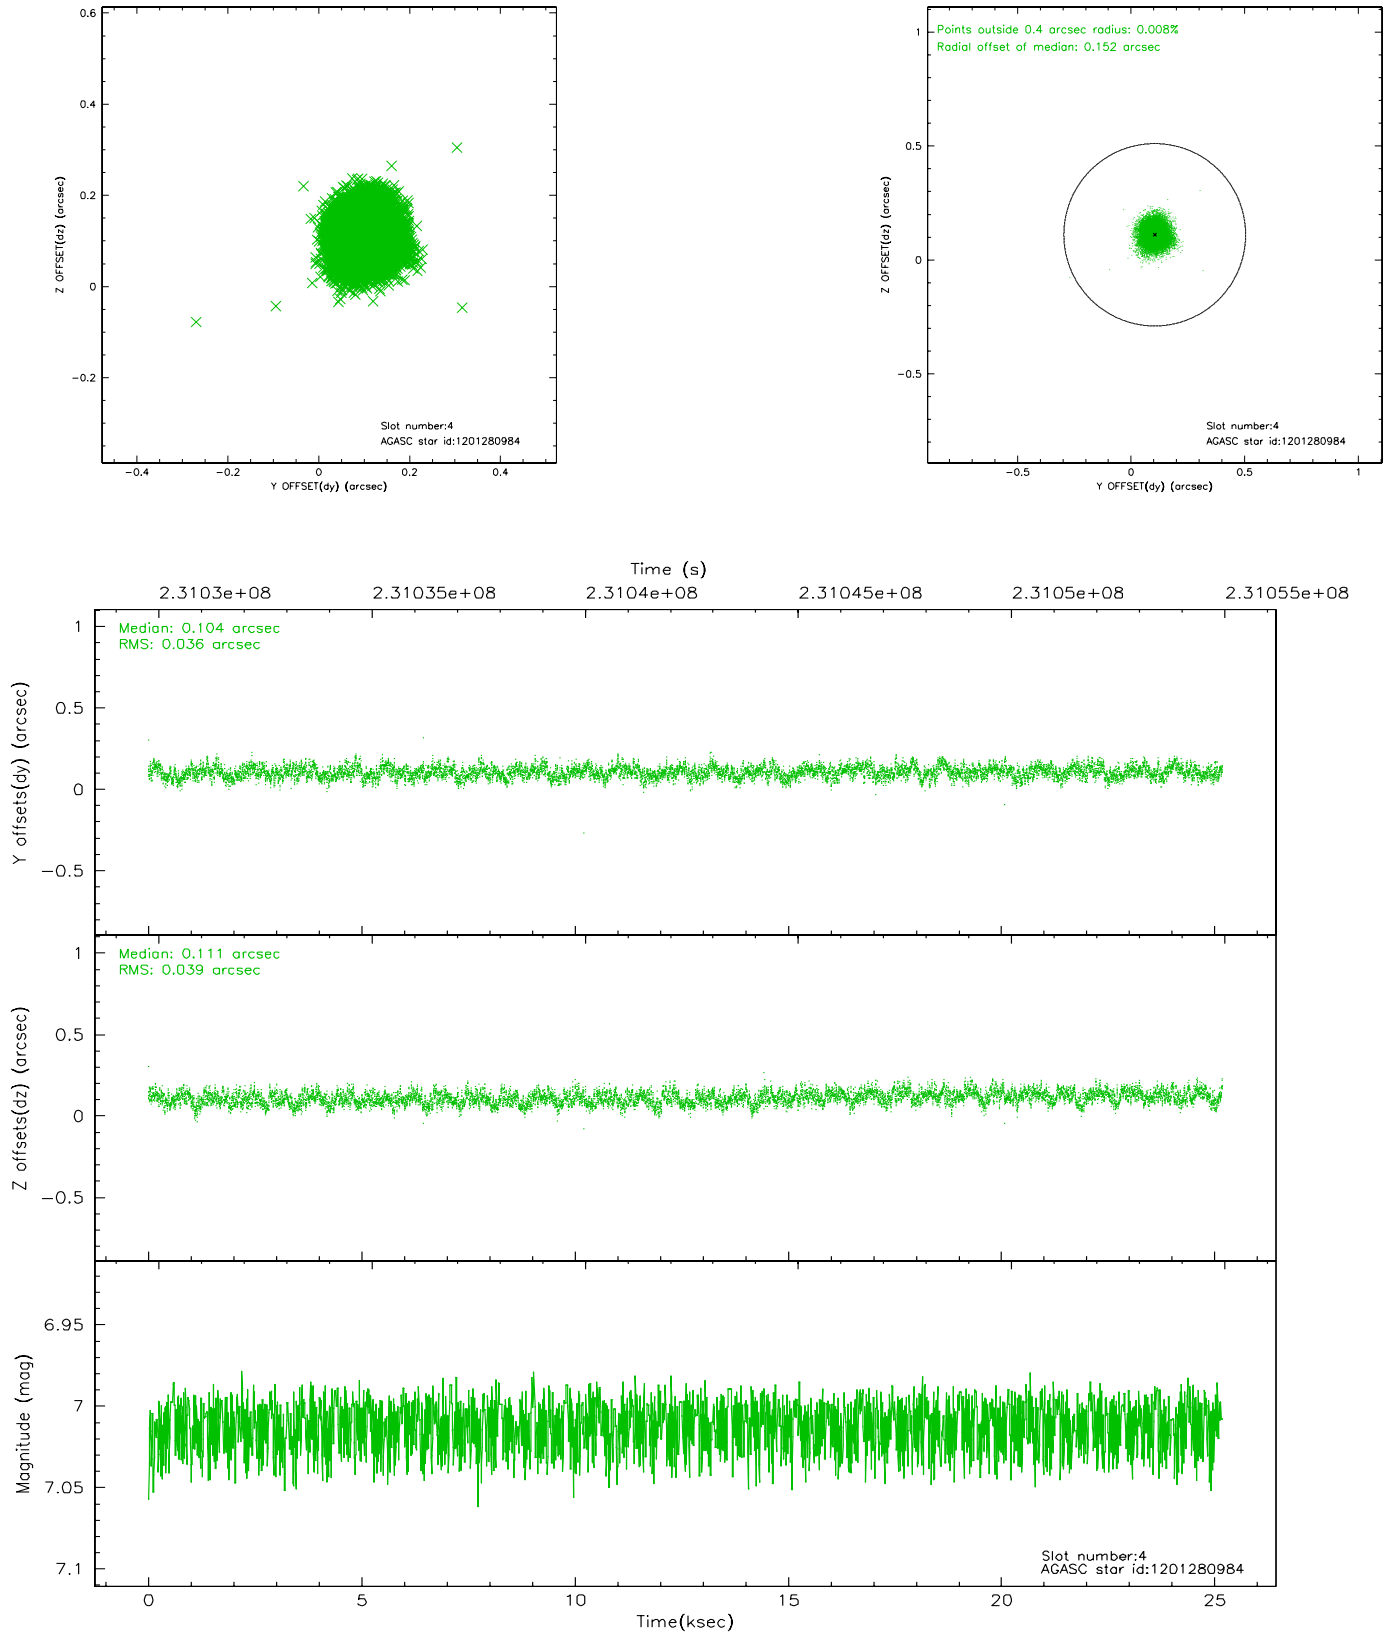 0.6
0.4
0.2
0
−0.2
Z OFFSET(dz) (arcsec)
Slot number:4
AGASC star id:1201280984
−0.4 −0.2 0 0.2 0.4
Y OFFSET(dy) (arcsec)
Points outside 0.4 arcsec radius: 0.008%
Radial offset of median: 0.152 arcsec
1
0.5
0
−0.5
Z OFFSET(dz) (arcsec)
Slot number:4
AGASC star id:1201280984
−0.5 0 0.5 1
Y OFFSET(dy) (arcsec)
Time (s)
2.3103e+08 2.31035e+08 2.3104e+08 2.31045e+08 2.3105e+08 2.31055e+08
Median: 0.104 arcsec
RMS: 0.036 arcsec
1
0.5
0
−0.5
Y offsets(dy) (arcsec)
Median: 0.111 arcsec
RMS: 0.039 arcsec
1
0.5
0
−0.5
Z offsets(dz) (arcsec)
6.95
7
7.05
7.1
Magnitude (mag)
Slot number:4
AGASC star id:1201280984
0 5 10 15 20 25
Time(ksec)